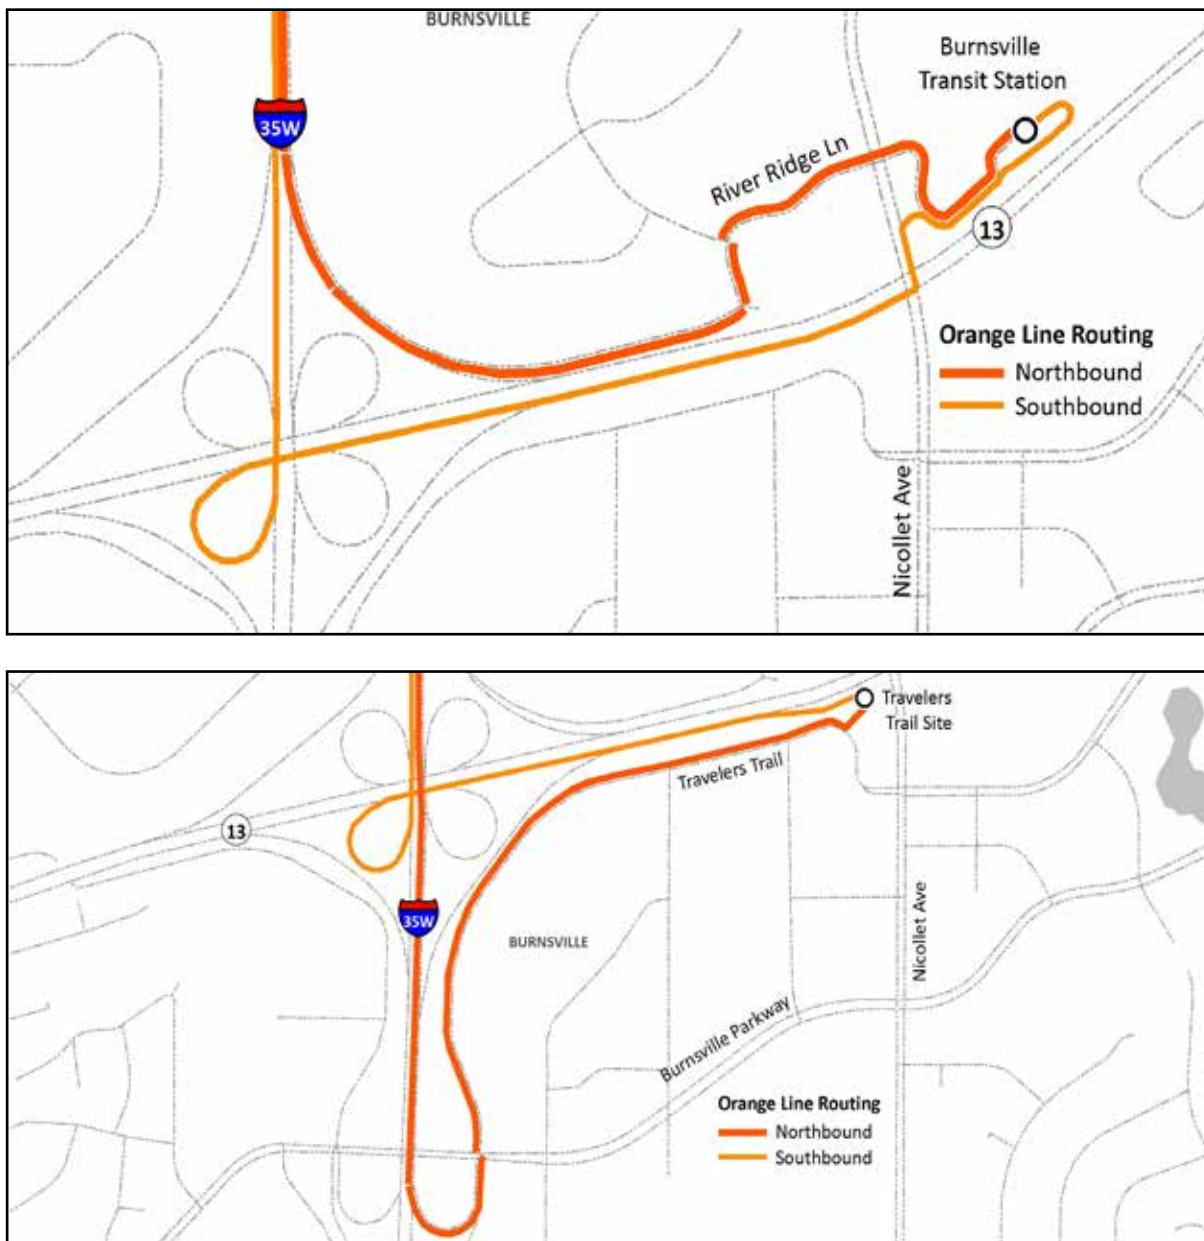 BURNSVILLE
Burnsville
Transit Station
35W
River Ridge Ln
13
Orange Line Routing
Northbound
Southbound
Nicollet Ave
Travelers
Trail Site
Travelers Trail
13
35W
BURNSVILLE
Nicollet Ave
Burnsville Parkway
Orange Line Routing
Northbound
Southbound